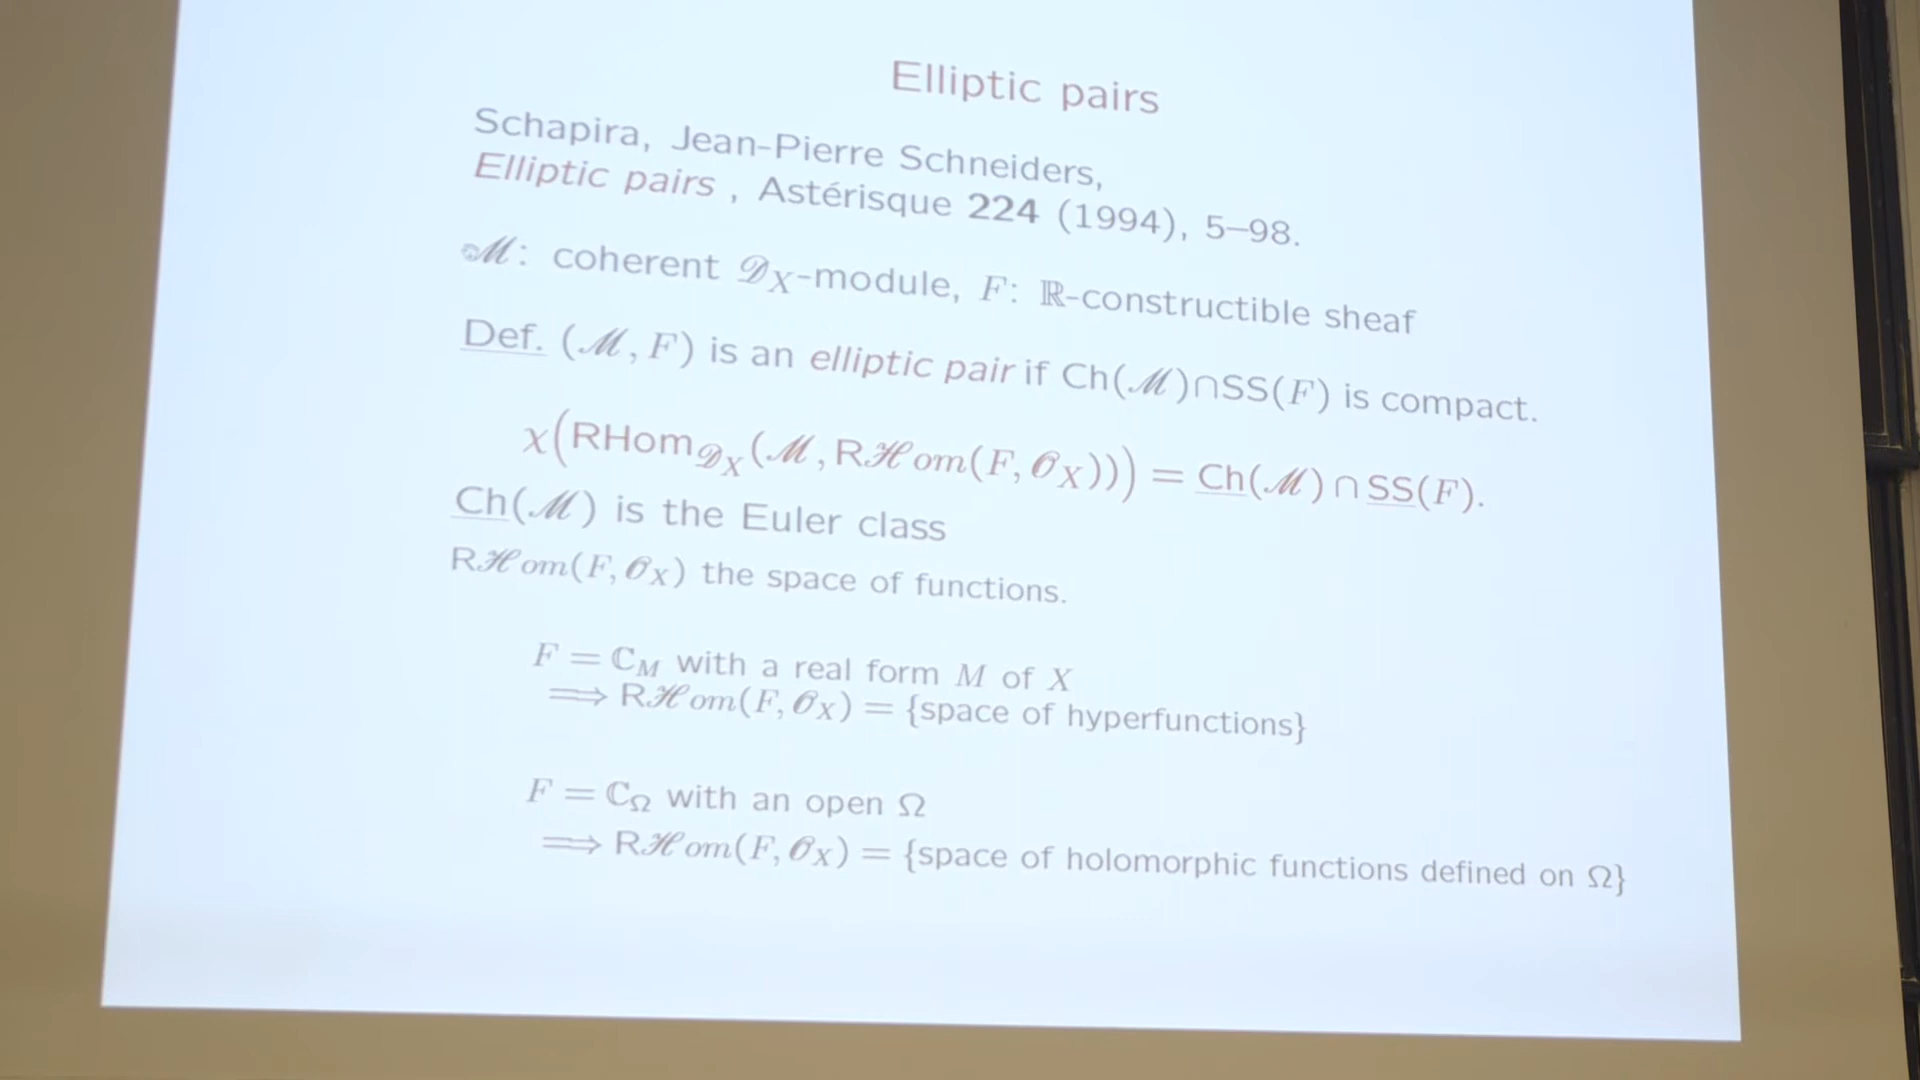 Elliptic pairs
Schapira, Jean-Pierre Schneiders,
Elliptic pairs , Astérisque 224 (1994), 5–98.
ℳ: coherent 𝒟_X-module, F: ℝ-constructible sheaf
Def. (ℳ, F) is an elliptic pair if Ch(ℳ)∩SS(F) is compact.
χ(RHom_𝒟_X(ℳ, Rℋom(F, 𝒪_X))) = Ch(ℳ) ∩ SS(F).
Ch(ℳ) is the Euler class
Rℋom(F, 𝒪_X) the space of functions.
F = ℂ_M with a real form M of X
⟹ Rℋom(F, 𝒪_X) = {space of hyperfunctions}
F = ℂ_Ω with an open Ω
⟹ Rℋom(F, 𝒪_X) = {space of holomorphic functions defined on Ω}